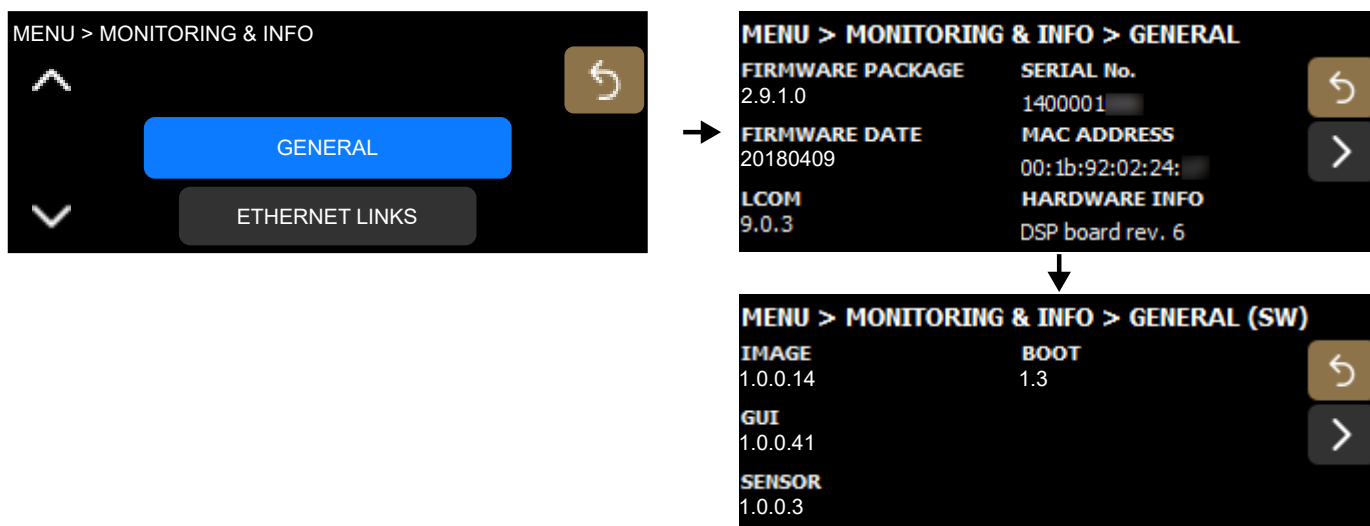 MENU > MONITORING & INFO
GENERAL
ETHERNET LINKS
MENU > MONITORING & INFO > GENERAL
FIRMWARE PACKAGE
2.9.1.0
SERIAL No.
1400001
FIRMWARE DATE
20180409
MAC ADDRESS
00:1b:92:02:24:
LCOM
9.0.3
HARDWARE INFO
DSP board rev. 6
MENU > MONITORING & INFO > GENERAL (SW)
IMAGE
1.0.0.14
BOOT
1.3
GUI
1.0.0.41
SENSOR
1.0.0.3